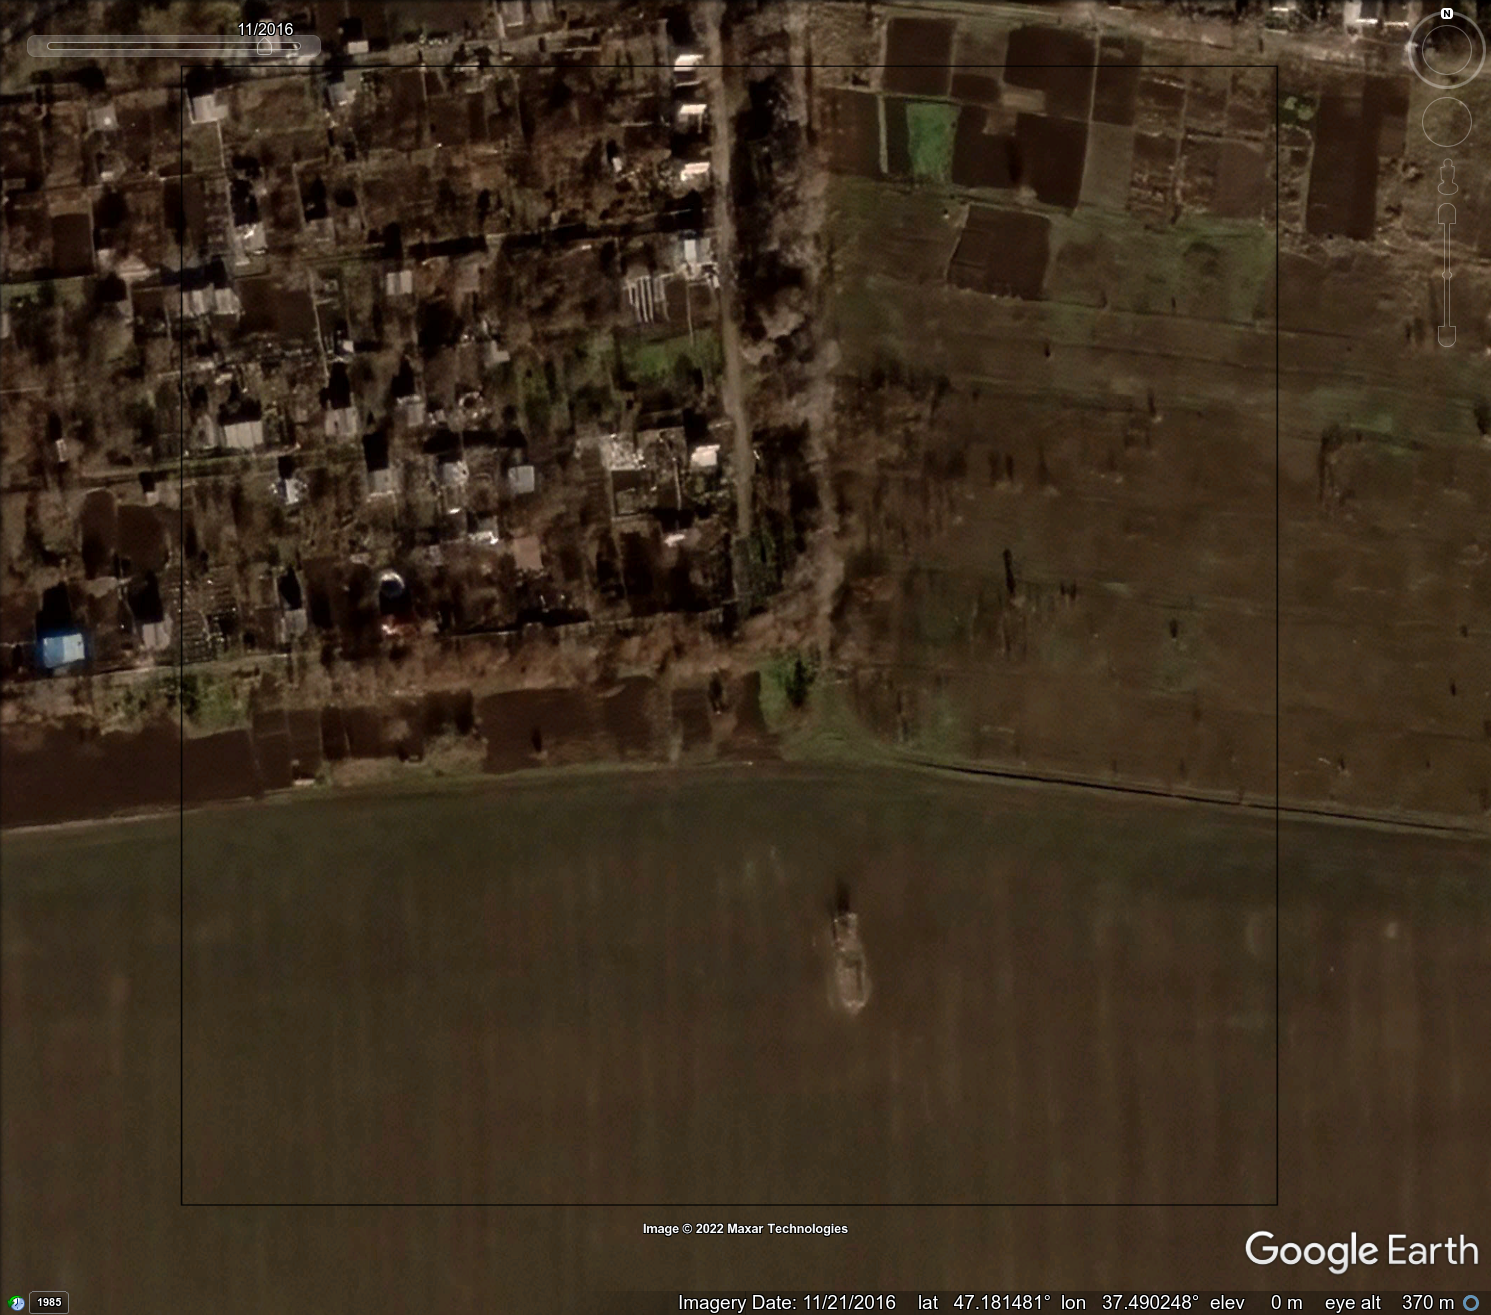 11/2016
N
Image © 2022 Maxar Technologies
Google Earth
1985
Imagery Date: 11/21/2016 lat 47.181481° lon 37.490248° elev 0 m eye alt 370 m